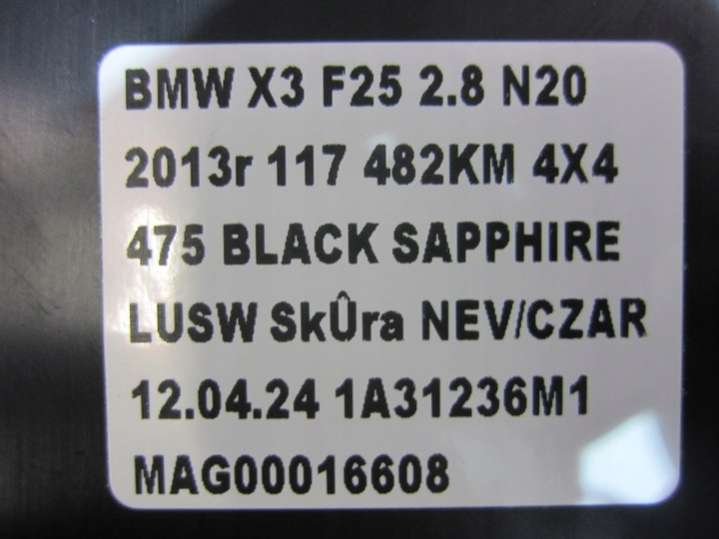 BMW X3 F25 2.8 N20
2013r 117 482KM 4X4
475 BLACK SAPPHIRE
LUSW SkÛra NEV/CZAR
12.04.24 1A31236M1
MAG00016608